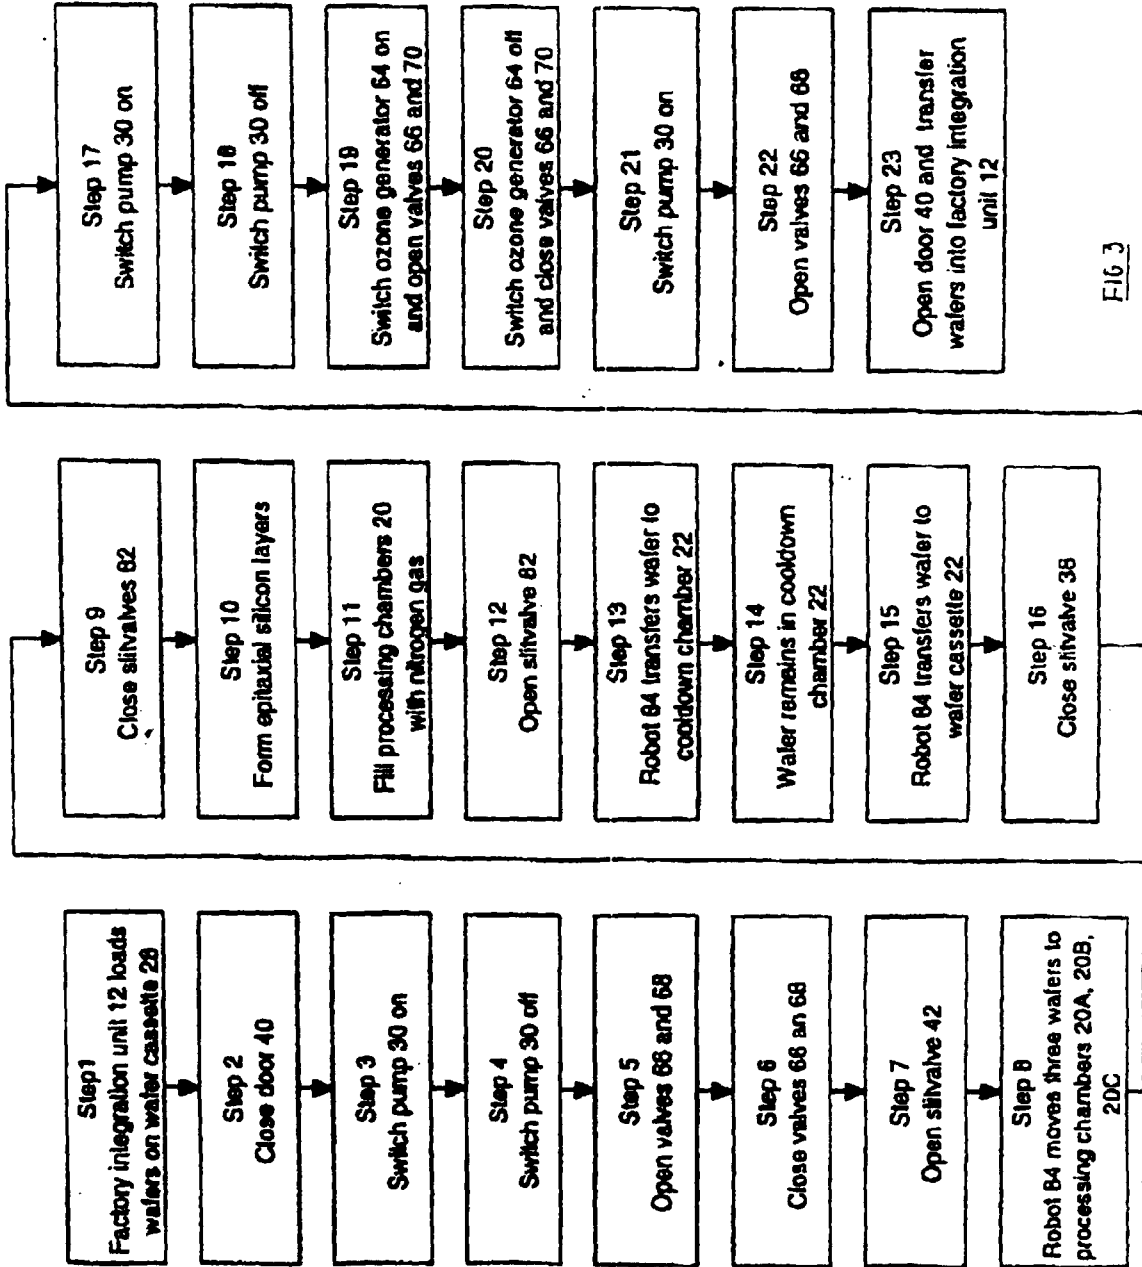 Step1
Factory integration unit 12 loads
wafers on water cassette 28
Step 2
Close door 40
Step 3
Switch pump 30 on
Step 4
Switch pump 30 off
Step 5
Open valves 66 and 68
Step 6
Close valves 66 an 68
Step 7
Open slitvalve 42
Step 8
Robot 84 moves three wafers to
processing chambers 20A, 20B,
20C
Step 9
Close slitvalves 82
Step 10
Form epitaxial silicon layers
Step 11
Fill processing chambers 20
with nitrogen gas
Step 12
Open slitvalve 82
Step 13
Robot 84 transfers wafer to
cooldown chamber 22
Step 14
Wafer remains in cooldown
chamber 22
Step 15
Robot 84 transfers wafer to
wafer cassette 22
Step 16
Close slitvalve 38
Step 17
Switch pump 30 on
Step 18
Switch pump 30 off
Step 19
Switch ozone generator 64 on
and open valves 66 and 70
Step 20
Switch ozone generator 64 off
and close valves 66 and 70
Step 21
Switch pump 30 on
Step 22
Open valves 66 and 68
Step 23
Open door 40 and transfer
wafers into factory integration
unit 12
FIG 3